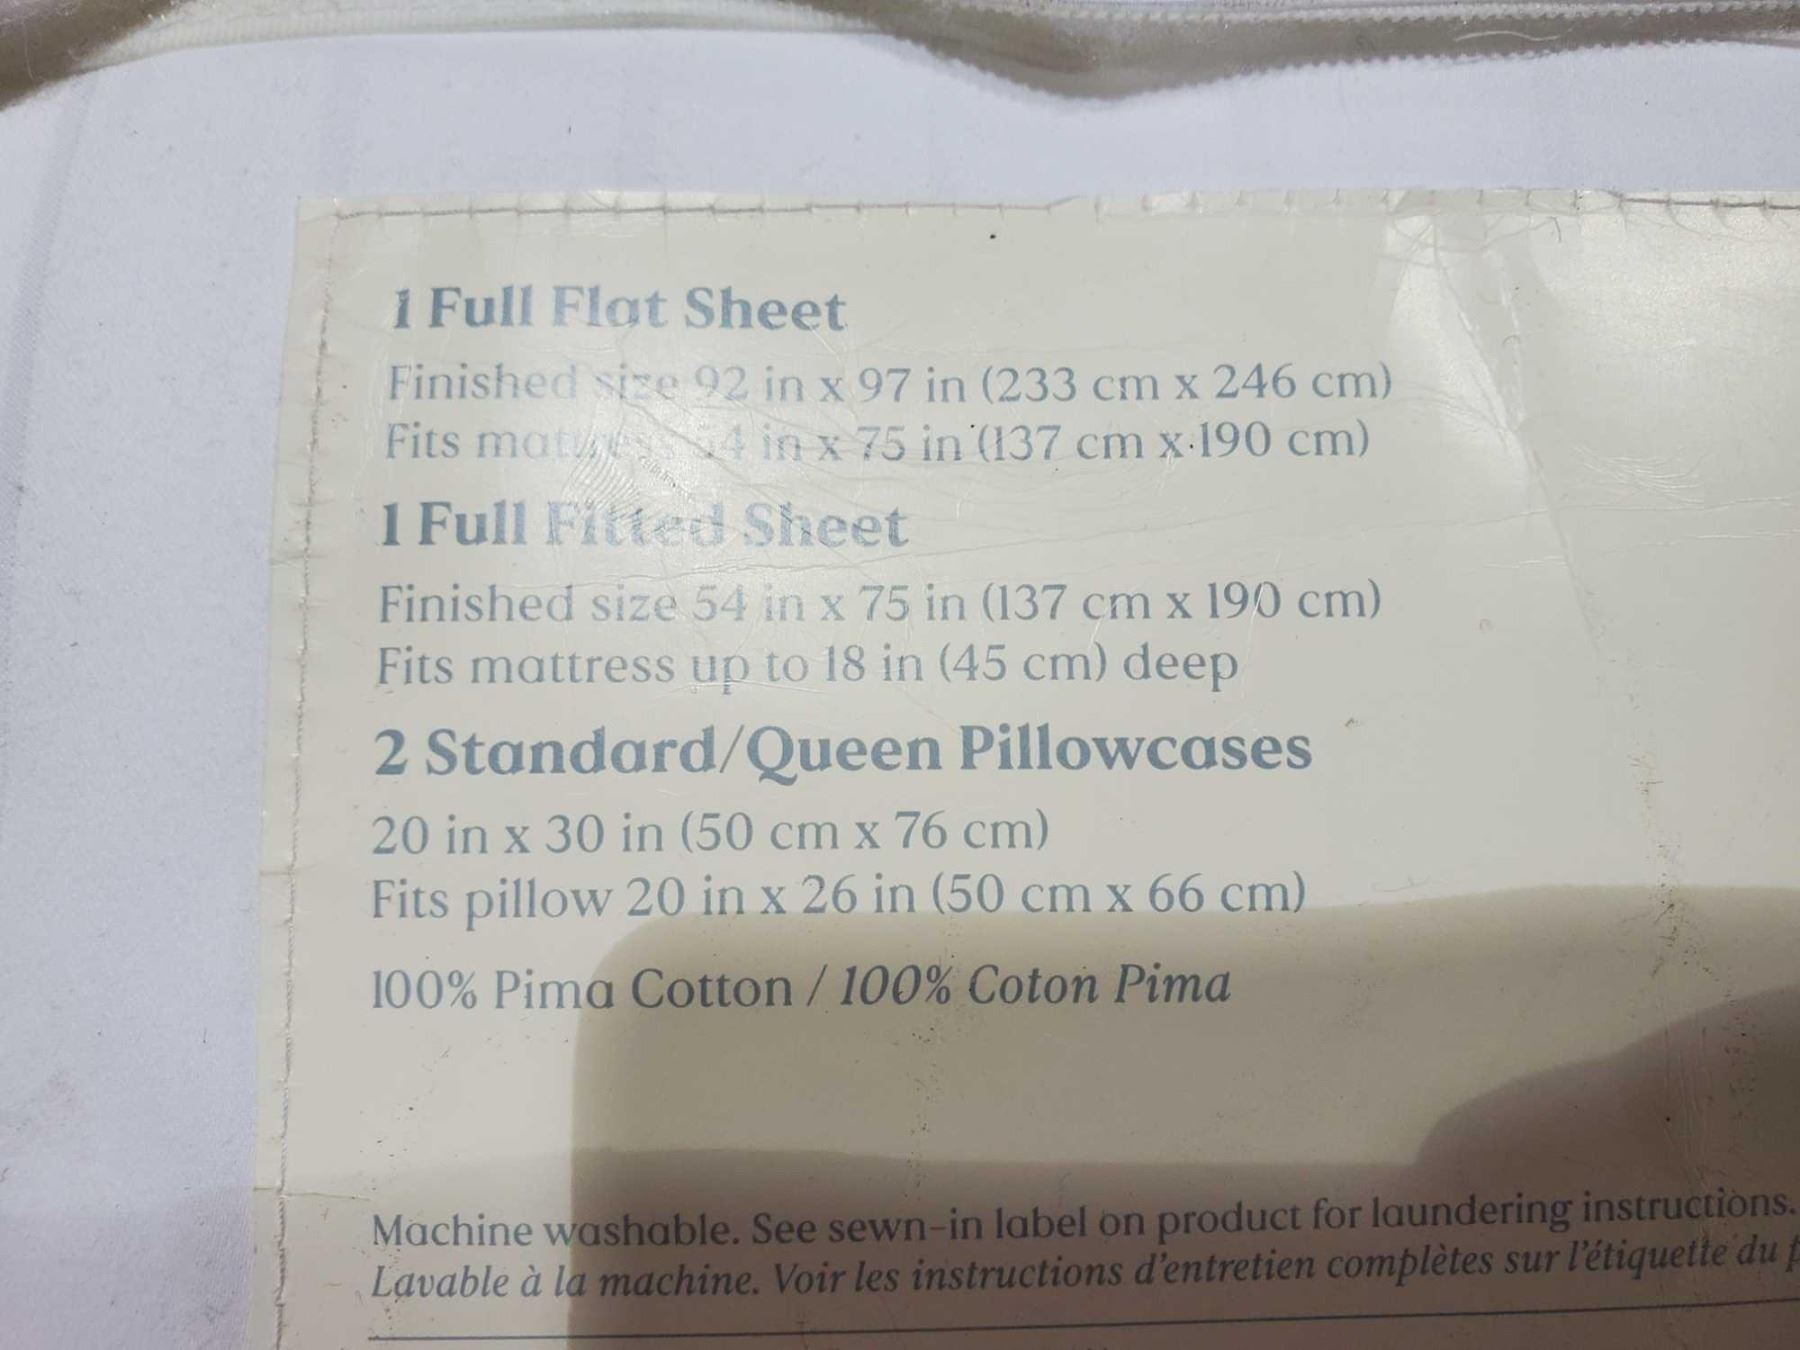 1 Full Flat Sheet
Finished size 92 in x 97 in (233 cm x 246 cm)
Fits mattress 54 in x 75 in (137 cm x 190 cm)
1 Full Fitted Sheet
Finished size 54 in x 75 in (137 cm x 190 cm)
Fits mattress up to 18 in (45 cm) deep
2 Standard/Queen Pillowcases
20 in x 30 in (50 cm x 76 cm)
Fits pillow 20 in x 26 in (50 cm x 66 cm)
100% Pima Cotton / 100% Coton Pima
Machine washable. See sewn-in label on product for laundering instructions.
Lavable à la machine. Voir les instructions d'entretien complètes sur l'étiquette du